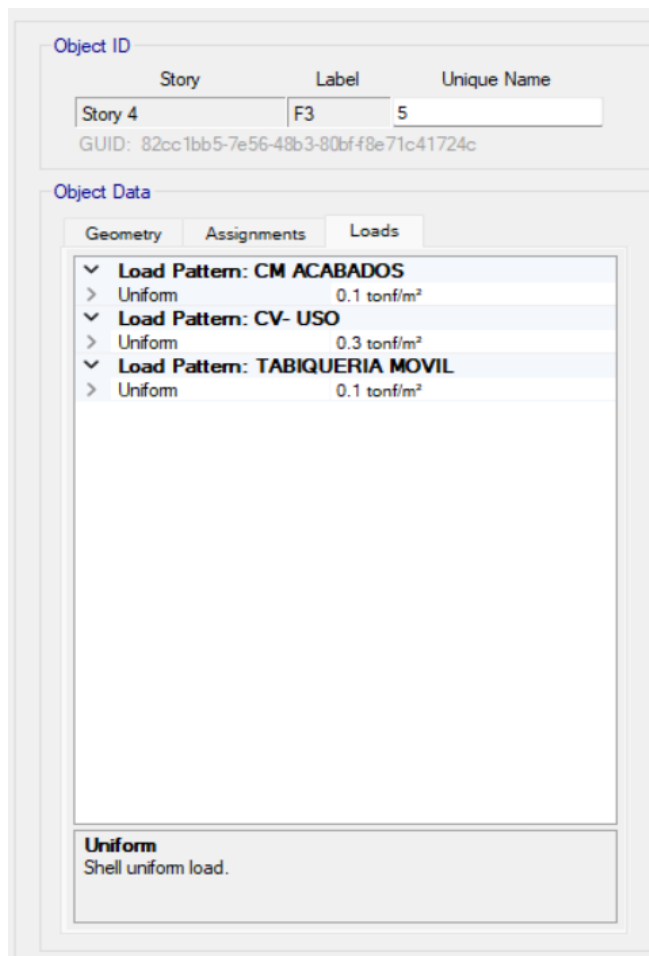 Object ID
Story Label Unique Name
Story 4 F3 5
GUID: 82cc1bb5-7e56-48b3-80bf-f8e71c41724c
Object Data
Geometry Assignments Loads
Load Pattern: CM ACABADOS
Uniform 0.1 tonf/m²
Load Pattern: CV- USO
Uniform 0.3 tonf/m²
Load Pattern: TABIQUERIA MOVIL
Uniform 0.1 tonf/m²
Uniform
Shell uniform load.